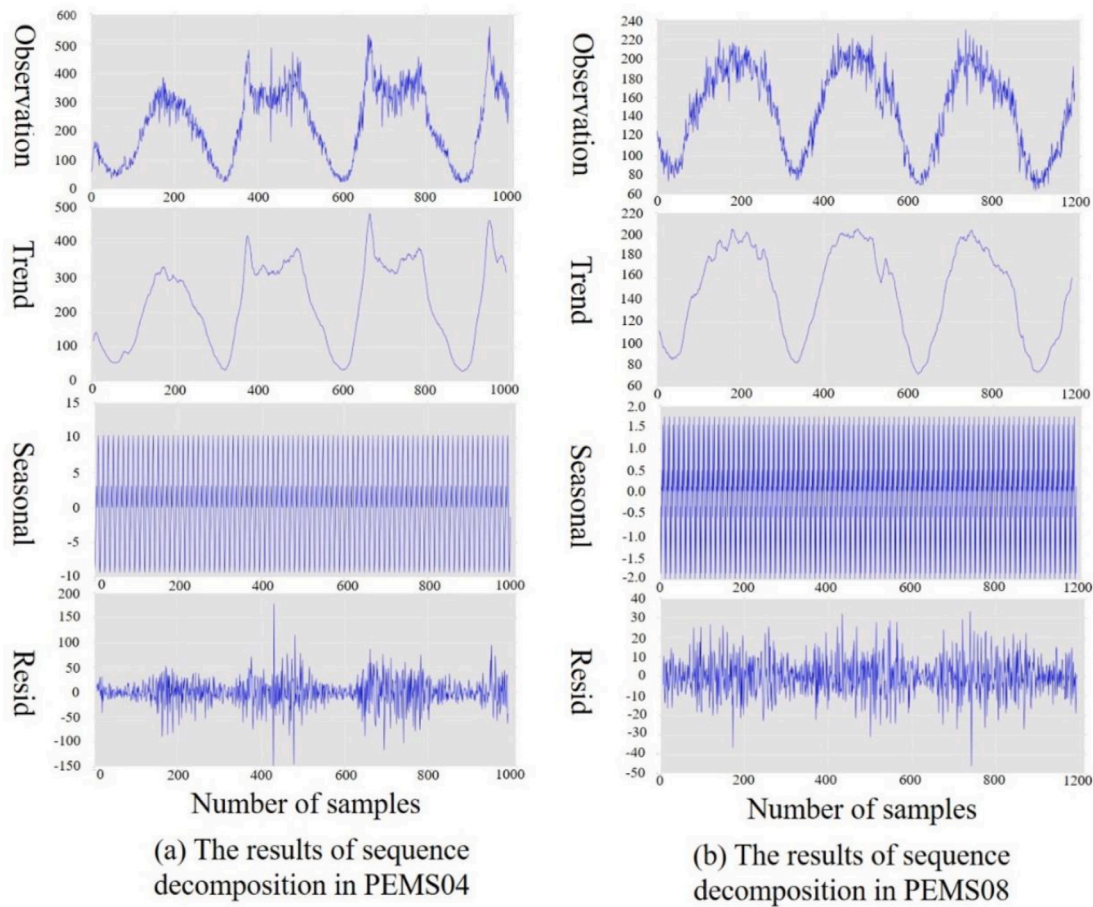 Observation
600
500
400
300
200
100
0
0 200 400 600 800 1000
Trend
500
400
300
200
100
0
0 200 400 600 800 1000
Seasonal
15
10
5
0
-5
-10
0 200 400 600 800 1000
Resid
200
150
100
50
0
-50
-100
-150
0 200 400 600 800 1000
Number of samples
(a) The results of sequence
decomposition in PEMS04
Observation
240
220
200
180
160
140
120
100
80
60
0 200 400 600 800 1200
Trend
220
200
180
160
140
120
100
80
60
0 200 400 600 800 1200
Seasonal
2.0
1.5
1.0
0.5
0.0
-0.5
-1.0
-1.5
-2.0
0 200 400 600 800 1200
Resid
40
30
20
10
0
-10
-20
-30
-40
-50
0 200 400 600 800 1200
Number of samples
(b) The results of sequence
decomposition in PEMS08